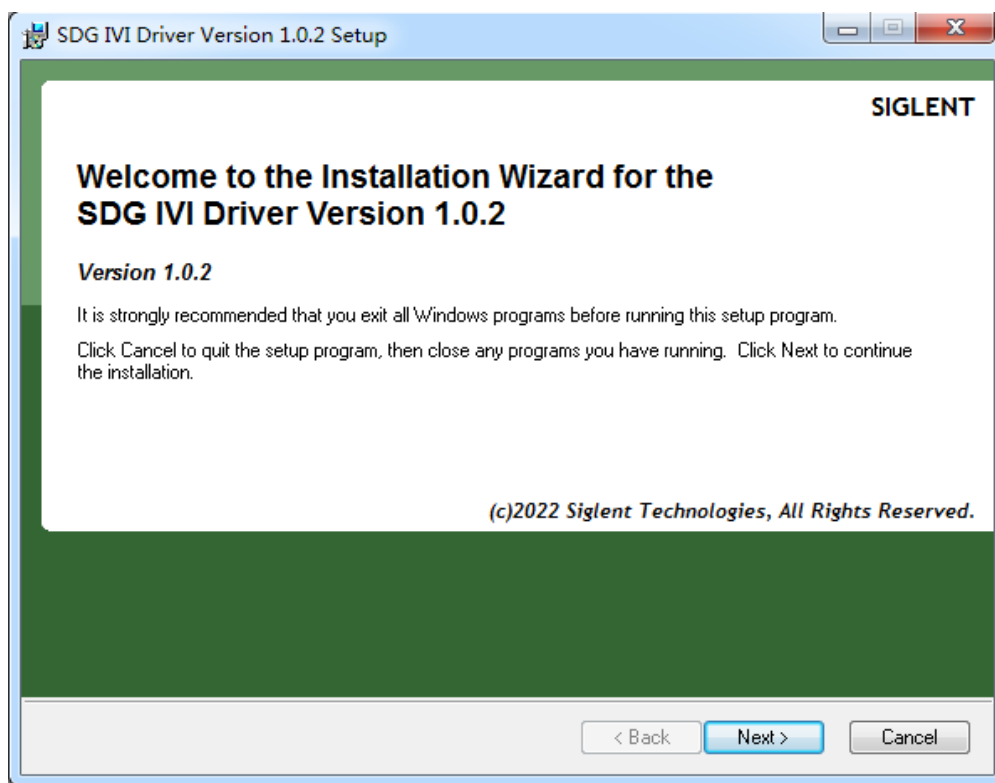 SDG IVI Driver Version 1.0.2 Setup
SIGLENT
Welcome to the Installation Wizard for the
SDG IVI Driver Version 1.0.2
Version 1.0.2
It is strongly recommended that you exit all Windows programs before running this setup program.
Click Cancel to quit the setup program, then close any programs you have running.  Click Next to continue
the installation.
(c)2022 Siglent Technologies, All Rights Reserved.
< Back
Next >
Cancel